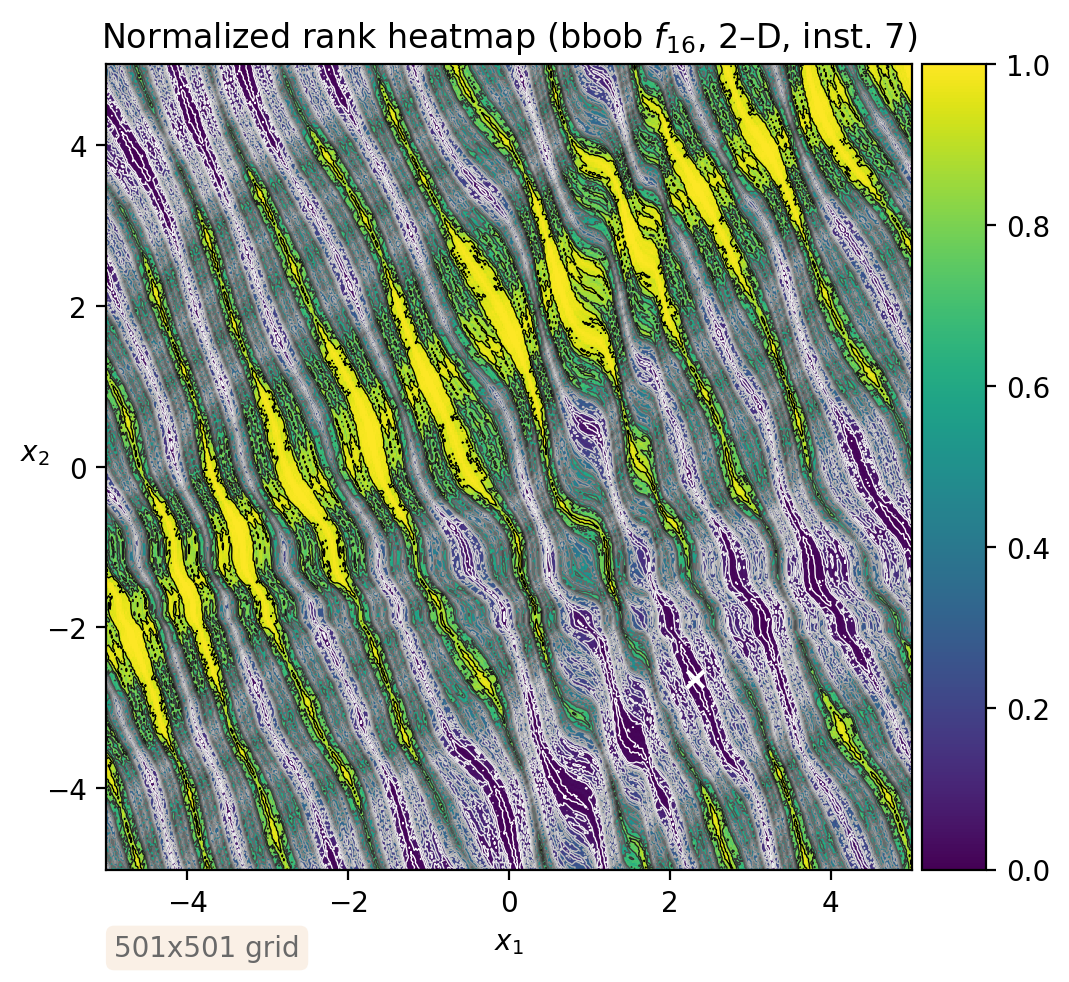 Normalized rank heatmap (bbob f₁₆, 2–D, inst. 7)
1.0
0.8
0.6
0.4
0.2
0.0
4
2
0
−2
−4
x₂
−4 −2 0 2 4
x₁
501x501 grid